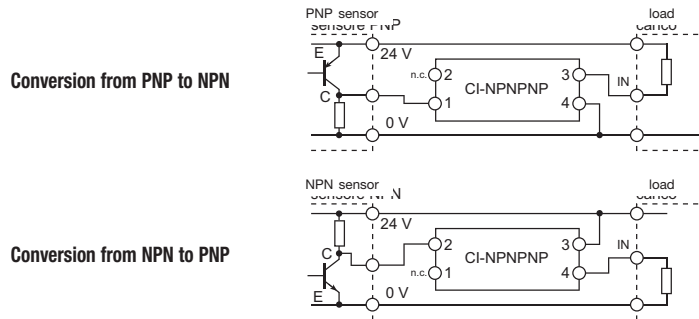 PNP sensor
load
sensore PNP
carico
E
24 V
n.c.
2
3
CI-NPNPNP
IN
Conversion from PNP to NPN
C
1
4
0 V
NPN sensor
load
sensore NPN
carico
24 V
C
2
3
IN
CI-NPNPNP
Conversion from NPN to PNP
n.c.
1
4
E
0 V